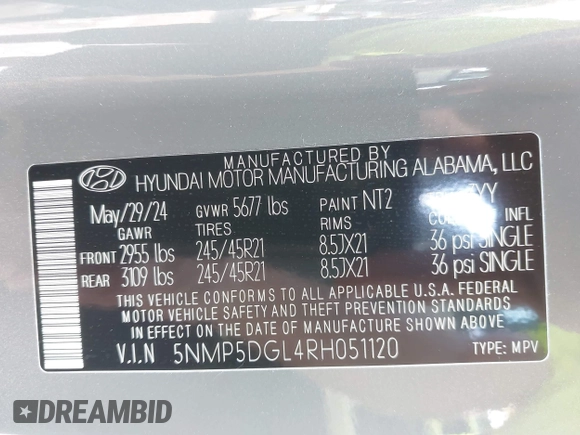 MANUFACTURED BY
HYUNDAI MOTOR MANUFACTURING ALABAMA, LLC
May/29/24 GVWR 5677 lbs PAINT NT2
GAWR TIRES RIMS INFL
FRONT 2955 lbs 245/45R21 8.5JX21 36 psi SINGLE
REAR 3109 lbs 245/45R21 8.5JX21 36 psi SINGLE
THIS VEHICLE CONFORMS TO ALL APPLICABLE U.S.A. FEDERAL
MOTOR VEHICLE SAFETY AND THEFT PREVENTION STANDARDS
IN EFFECT ON THE DATE OF MANUFACTURE SHOWN ABOVE.
V.I.N 5NMP5DGL4RH051120 TYPE: MPV
DREAMBID